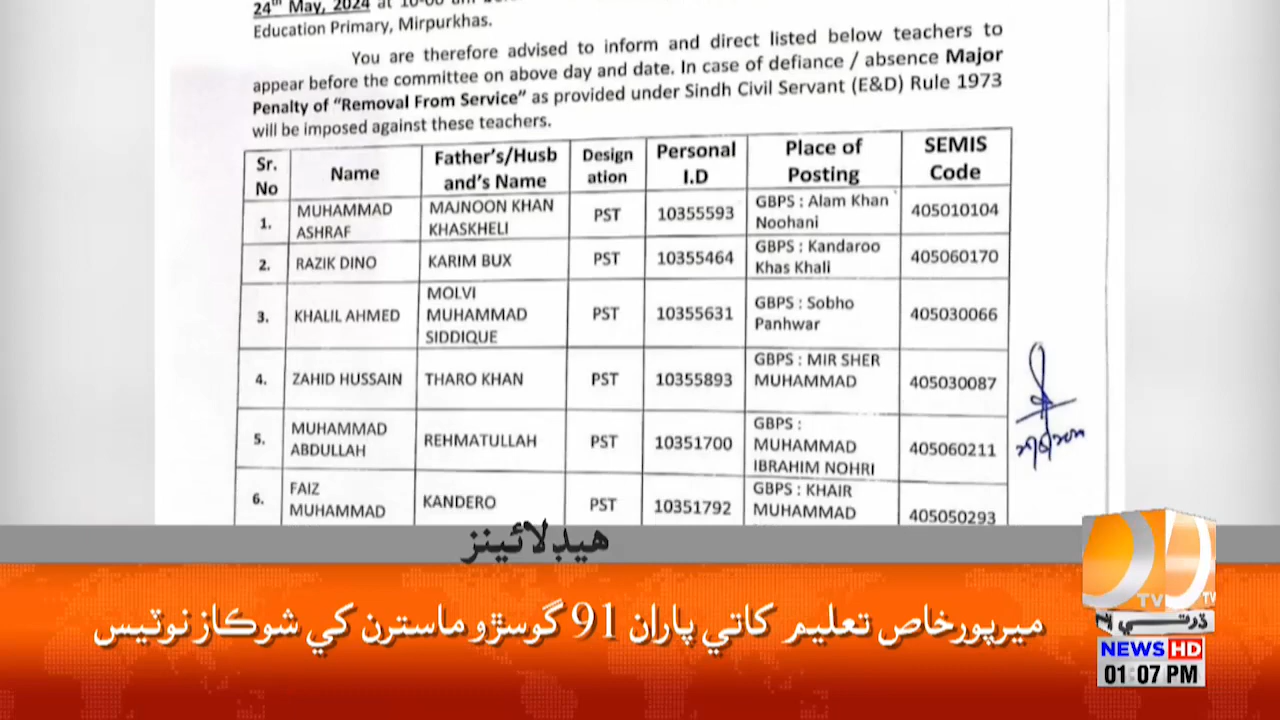 24th May, 2024 at 10-00 am
Education Primary, Mirpurkhas.
You are therefore advised to inform and direct listed below teachers to
appear before the committee on above day and date. In case of defiance / absence Major
Penalty of “Removal From Service” as provided under Sindh Civil Servant (E&D) Rule 1973
will be imposed against these teachers.
Sr. No | Name | Father’s/Husband’s Name | Designation | Personal I.D | Place of Posting | SEMIS Code
1. | MUHAMMAD ASHRAF | MAJNOON KHAN KHASKHELI | PST | 10355593 | GBPS : Alam Khan Noohani | 405010104
2. | RAZIK DINO | KARIM BUX | PST | 10355464 | GBPS : Kandaroo Khas Khali | 405060170
3. | KHALIL AHMED | MOLVI MUHAMMAD SIDDIQUE | PST | 10355631 | GBPS : Sobho Panhwar | 405030066
4. | ZAHID HUSSAIN | THARO KHAN | PST | 10355893 | GBPS : MIR SHER MUHAMMAD | 405030087
5. | MUHAMMAD ABDULLAH | REHMATULLAH | PST | 10351700 | GBPS : MUHAMMAD IBRAHIM NOHRI | 405060211
6. | FAIZ MUHAMMAD | KANDERO | PST | 10351792 | GBPS : KHAIR MUHAMMAD | 405050293
هيڊلائينز
ميرپورخاص تعليم کاتي پاران 91 گوسڙو ماسترن کي شوڪاز نوٽيس
TV
ڌرتي
NEWS HD
01:07 PM